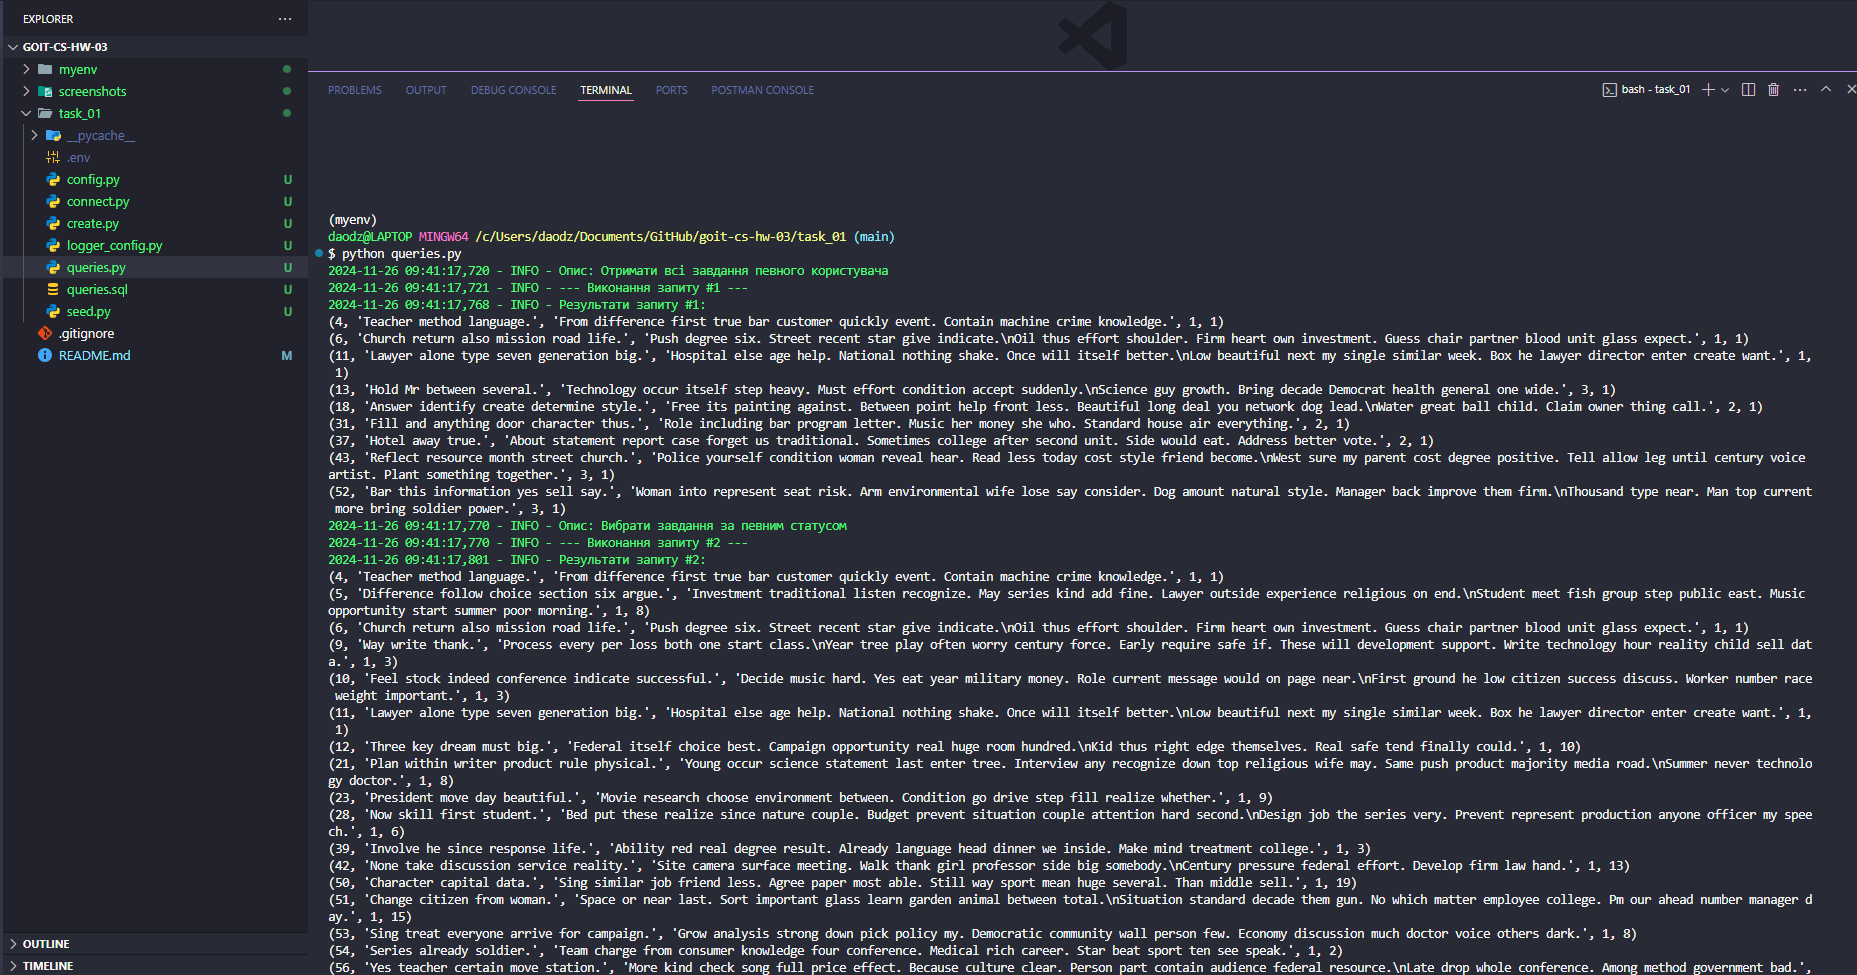 EXPLORER
GOIT-CS-HW-03
myenv
screenshots
task_01
__pycache__
.env
config.py U
connect.py U
create.py U
logger_config.py U
queries.py U
queries.sql U
seed.py U
.gitignore
README.md M
OUTLINE
TIMELINE
PROBLEMS OUTPUT DEBUG CONSOLE TERMINAL PORTS POSTMAN CONSOLE
bash - task_01
(myenv)
daodz@LAPTOP MINGW64 /c/Users/daodz/Documents/GitHub/goit-cs-hw-03/task_01 (main)
$ python queries.py
2024-11-26 09:41:17,720 - INFO - Опис: Отримати всі завдання певного користувача
2024-11-26 09:41:17,721 - INFO - --- Виконання запиту #1 ---
2024-11-26 09:41:17,768 - INFO - Результати запиту #1:
(4, 'Teacher method language.', 'From difference first true bar customer quickly event. Contain machine crime knowledge.', 1, 1)
(6, 'Church return also mission road life.', 'Push degree six. Street recent star give indicate.\nOil thus effort shoulder. Firm heart own investment. Guess chair partner blood unit glass expect.', 1, 1)
(11, 'Lawyer alone type seven generation big.', 'Hospital else age help. National nothing shake. Once will itself better.\nLow beautiful next my single similar week. Box he lawyer director enter create want.', 1,
1)
(13, 'Hold Mr between several.', 'Technology occur itself step heavy. Must effort condition accept suddenly.\nScience guy growth. Bring decade Democrat health general one wide.', 3, 1)
(18, 'Answer identify create determine style.', 'Free its painting against. Between point help front less. Beautiful long deal you network dog lead.\nWater great ball child. Claim owner thing call.', 2, 1)
(31, 'Fill and anything door character thus.', 'Role including bar program letter. Music her money she who. Standard house air everything.', 2, 1)
(37, 'Hotel away true.', 'About statement report case forget us traditional. Sometimes college after second unit. Side would eat. Address better vote.', 2, 1)
(43, 'Reflect resource month street church.', 'Police yourself condition woman reveal hear. Read less today cost style friend become.\nWest sure my parent cost degree positive. Tell allow leg until century voice
artist. Plant something together.', 3, 1)
(52, 'Bar this information yes sell say.', 'Woman into represent seat risk. Arm environmental wife lose say consider. Dog amount natural style. Manager back improve them firm.\nThousand type near. Man top current
more bring soldier power.', 3, 1)
2024-11-26 09:41:17,770 - INFO - Опис: Вибрати завдання за певним статусом
2024-11-26 09:41:17,770 - INFO - --- Виконання запиту #2 ---
2024-11-26 09:41:17,801 - INFO - Результати запиту #2:
(4, 'Teacher method language.', 'From difference first true bar customer quickly event. Contain machine crime knowledge.', 1, 1)
(5, 'Difference follow choice section six argue.', 'Investment traditional listen recognize. May series kind add fine. Lawyer outside experience religious on end.\nStudent meet fish group step public east. Music
opportunity start summer poor morning.', 1, 8)
(6, 'Church return also mission road life.', 'Push degree six. Street recent star give indicate.\nOil thus effort shoulder. Firm heart own investment. Guess chair partner blood unit glass expect.', 1, 1)
(9, 'Way write thank.', 'Process every per loss both one start class.\nYear tree play often worry century force. Early require safe if. These will development support. Write technology hour reality child sell dat
a.', 1, 3)
(10, 'Feel stock indeed conference indicate successful.', 'Decide music hard. Yes eat year military money. Role current message would on page near.\nFirst ground he low citizen success discuss. Worker number race
weight important.', 1, 3)
(11, 'Lawyer alone type seven generation big.', 'Hospital else age help. National nothing shake. Once will itself better.\nLow beautiful next my single similar week. Box he lawyer director enter create want.', 1,
1)
(12, 'Three key dream must big.', 'Federal itself choice best. Campaign opportunity real huge room hundred.\nKid thus right edge themselves. Real safe tend finally could.', 1, 10)
(21, 'Plan within writer product rule physical.', 'Young occur science statement last enter tree. Interview any recognize down top religious wife may. Same push product majority media road.\nSummer never technolo
gy doctor.', 1, 8)
(23, 'President move day beautiful.', 'Movie research choose environment between. Condition go drive step fill realize whether.', 1, 9)
(28, 'Now skill first student.', 'Bed put these realize since nature couple. Budget prevent situation couple attention hard second.\nDesign job the series very. Prevent represent production anyone officer my spee
ch.', 1, 6)
(39, 'Involve he since response life.', 'Ability red real degree result. Already language head dinner we inside. Make mind treatment college.', 1, 3)
(42, 'None take discussion service reality.', 'Site camera surface meeting. Walk thank girl professor side big somebody.\nCentury pressure federal effort. Develop firm law hand.', 1, 13)
(50, 'Character capital data.', 'Sing similar job friend less. Agree paper most able. Still way sport mean huge several. Than middle sell.', 1, 19)
(51, 'Change citizen from woman.', 'Space or near last. Sort important glass learn garden animal between total.\nSituation standard decade them gun. No which matter employee college. Pm our ahead number manager d
ay.', 1, 15)
(53, 'Sing treat everyone arrive for campaign.', 'Grow analysis strong down pick policy my. Democratic community wall person few. Economy discussion much doctor voice others dark.', 1, 8)
(54, 'Series already soldier.', 'Team charge from consumer knowledge four conference. Medical rich career. Star beat sport ten see speak.', 1, 2)
(56, 'Yes teacher certain move station.', 'More kind check song full price effect. Because culture clear. Person part contain audience federal resource.\nLate drop whole conference. Among method government bad.',